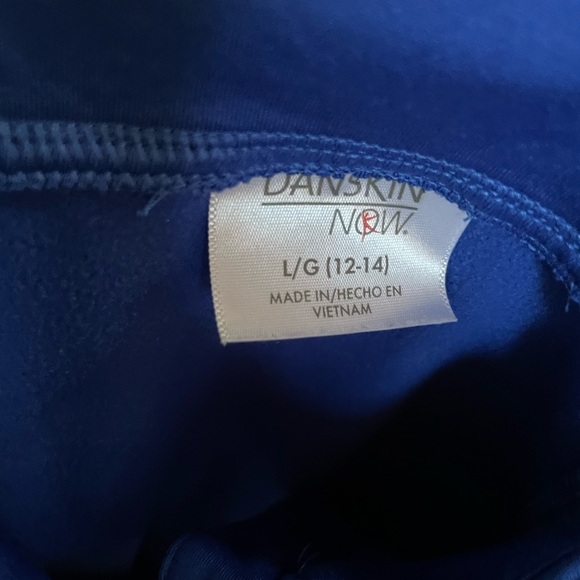 DANSKIN
NOW.
L/G (12-14)
MADE IN/HECHO EN
VIETNAM